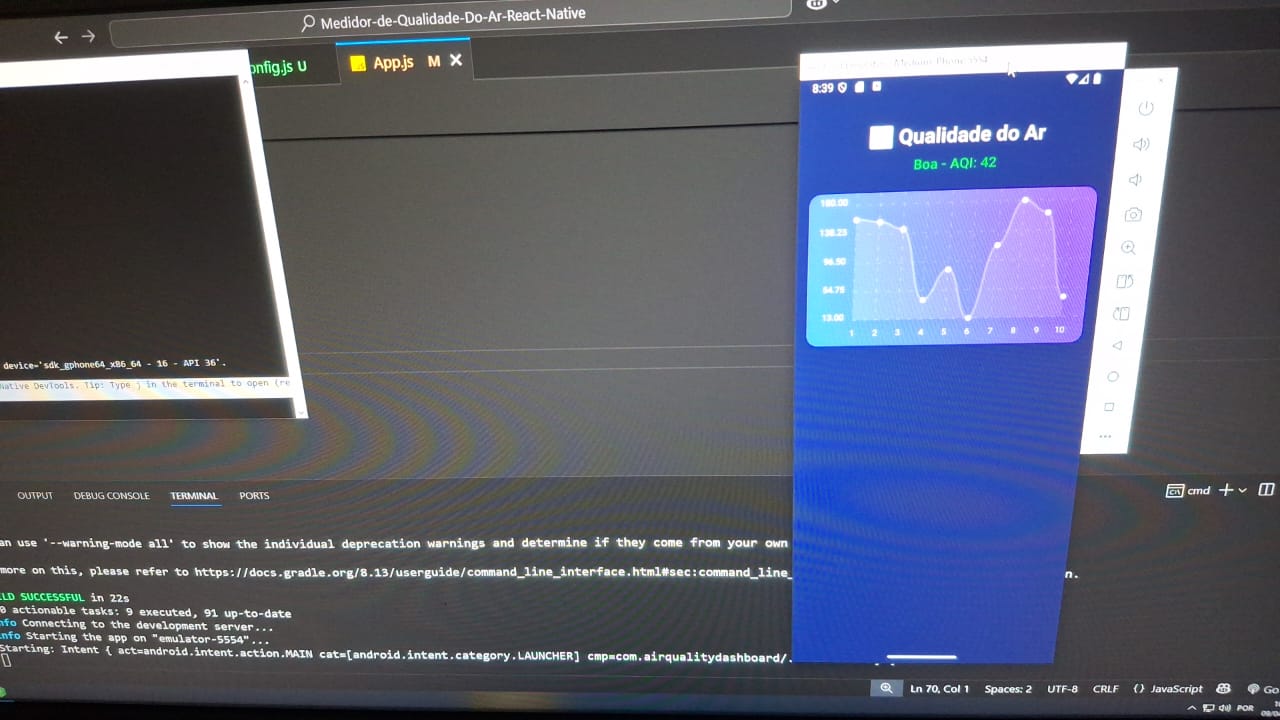 Medidor-de-Qualidade-Do-Ar-React-Native
onfig.js U
App.js M
8:39
Qualidade do Ar
Boa - AQI: 42
180.00
138.25
96.50
54.75
13.00
1 2 3 4 5 6 7 8 9 10
device='sdk_gphone64_x86_64 - 16 - API 36'.
Native DevTools. Tip: Type j in the terminal to open (re
OUTPUT DEBUG CONSOLE TERMINAL PORTS
cmd
an use '--warning-mode all' to show the individual deprecation warnings and determine if they come from your own
more on this, please refer to https://docs.gradle.org/8.13/userguide/command_line_interface.html#sec:command_line_ n.
LD SUCCESSFUL in 22s
0 actionable tasks: 9 executed, 91 up-to-date
nfo Connecting to the development server...
info Starting the app on "emulator-5554"...
Starting: Intent { act=android.intent.action.MAIN cat=[android.intent.category.LAUNCHER] cmp=com.airqualitydashboard/.
Ln 70, Col 1 Spaces: 2 UTF-8 CRLF {} JavaScript Go
POR